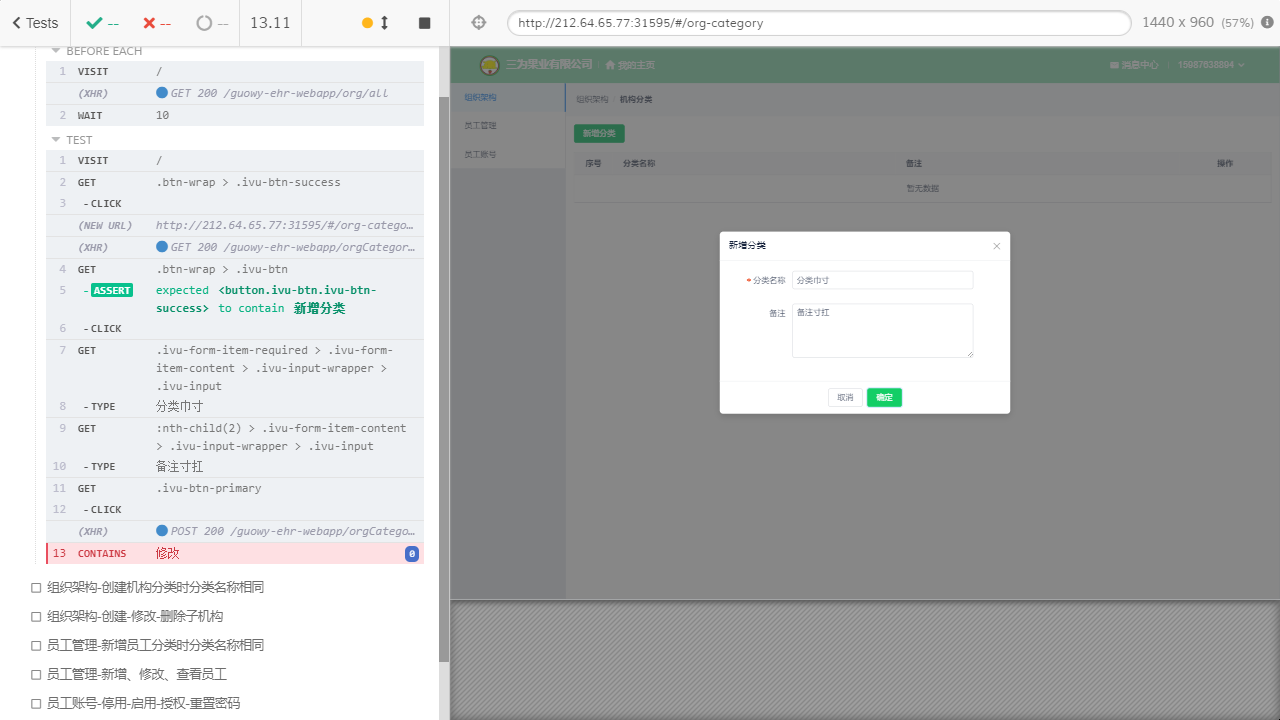 Tests
--
--
--
13.11
http://212.64.65.77:31595/#/org-category
1440 x 960 (57%)
BEFORE EACH
1 VISIT /
(XHR) GET 200 /guowy-ehr-webapp/org/all
2 WAIT 10
TEST
1 VISIT /
2 GET .btn-wrap > .ivu-btn-success
3 - CLICK
(NEW URL) http://212.64.65.77:31595/#/org-catego…
(XHR) GET 200 /guowy-ehr-webapp/orgCategor…
4 GET .btn-wrap > .ivu-btn
5 - ASSERT expected <button.ivu-btn.ivu-btn-
success> to contain 新增分类
6 - CLICK
7 GET .ivu-form-item-required > .ivu-form-
item-content > .ivu-input-wrapper >
.ivu-input
8 - TYPE 分类巾寸
9 GET :nth-child(2) > .ivu-form-item-content
> .ivu-input-wrapper > .ivu-input
10 - TYPE 备注寸扛
11 GET .ivu-btn-primary
12 - CLICK
(XHR) POST 200 /guowy-ehr-webapp/orgCatego…
13 CONTAINS 修改 0
组织架构-创建机构分类时分类名称相同
组织架构-创建-修改-删除子机构
员工管理-新增员工分类时分类名称相同
员工管理-新增、修改、查看员工
员工账号-停用-启用-授权-重置密码
三为果业有限公司 我的主页 消息中心 15987638894
组织架构
员工管理
员工账号
组织架构 / 机构分类
新增分类
序号 分类名称 备注 操作
暂无数据
新增分类
* 分类名称 分类巾寸
备注 备注寸扛
取消 确定